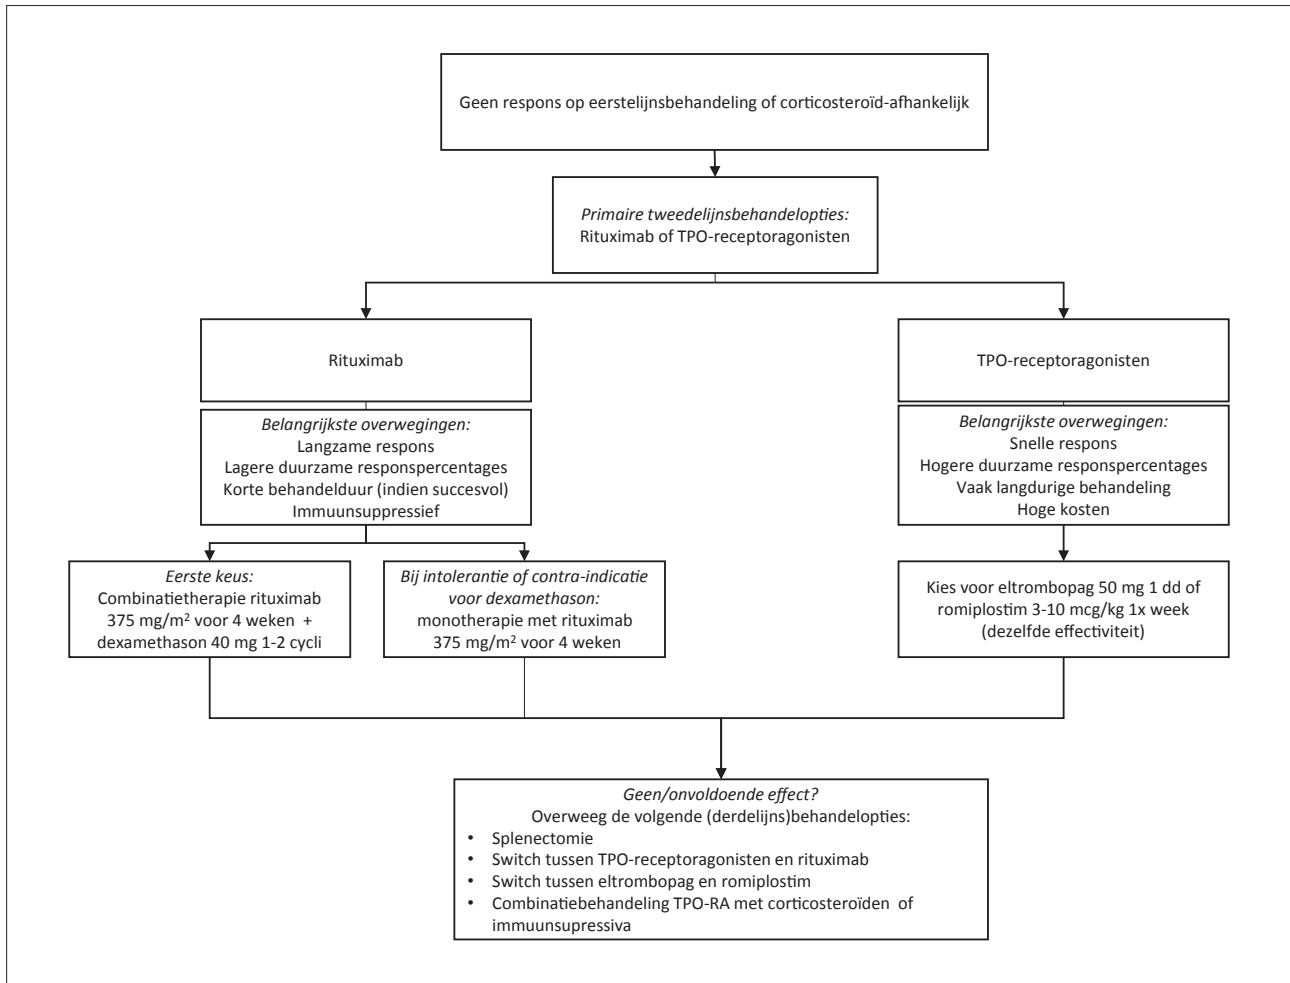 Geen respons op eerstelijnsbehandeling of corticosteroïd-afhankelijk
Primaire tweedelijnsbehandelopties:
Rituximab of TPO-receptoragonisten
Rituximab
TPO-receptoragonisten
Belangrijkste overwegingen:
Langzame respons
Lagere duurzame responspercentages
Korte behandelduur (indien succesvol)
Immuunsuppressief
Belangrijkste overwegingen:
Snelle respons
Hogere duurzame responspercentages
Vaak langdurige behandeling
Hoge kosten
Eerste keus:
Combinatietherapie rituximab
375 mg/m² voor 4 weken +
dexamethason 40 mg 1-2 cycli
Bij intolerantie of contra-indicatie
voor dexamethason:
monotherapie met rituximab
375 mg/m² voor 4 weken
Kies voor eltrombopag 50 mg 1 dd of
romiplostim 3-10 mcg/kg 1x week
(dezelfde effectiviteit)
Geen/onvoldoende effect?
Overweeg de volgende (derdelijns)behandelopties:
• Splenectomie
• Switch tussen TPO-receptoragonisten en rituximab
• Switch tussen eltrombopag en romiplostim
• Combinatiebehandeling TPO-RA met corticosteroïden of
immuunsupressiva